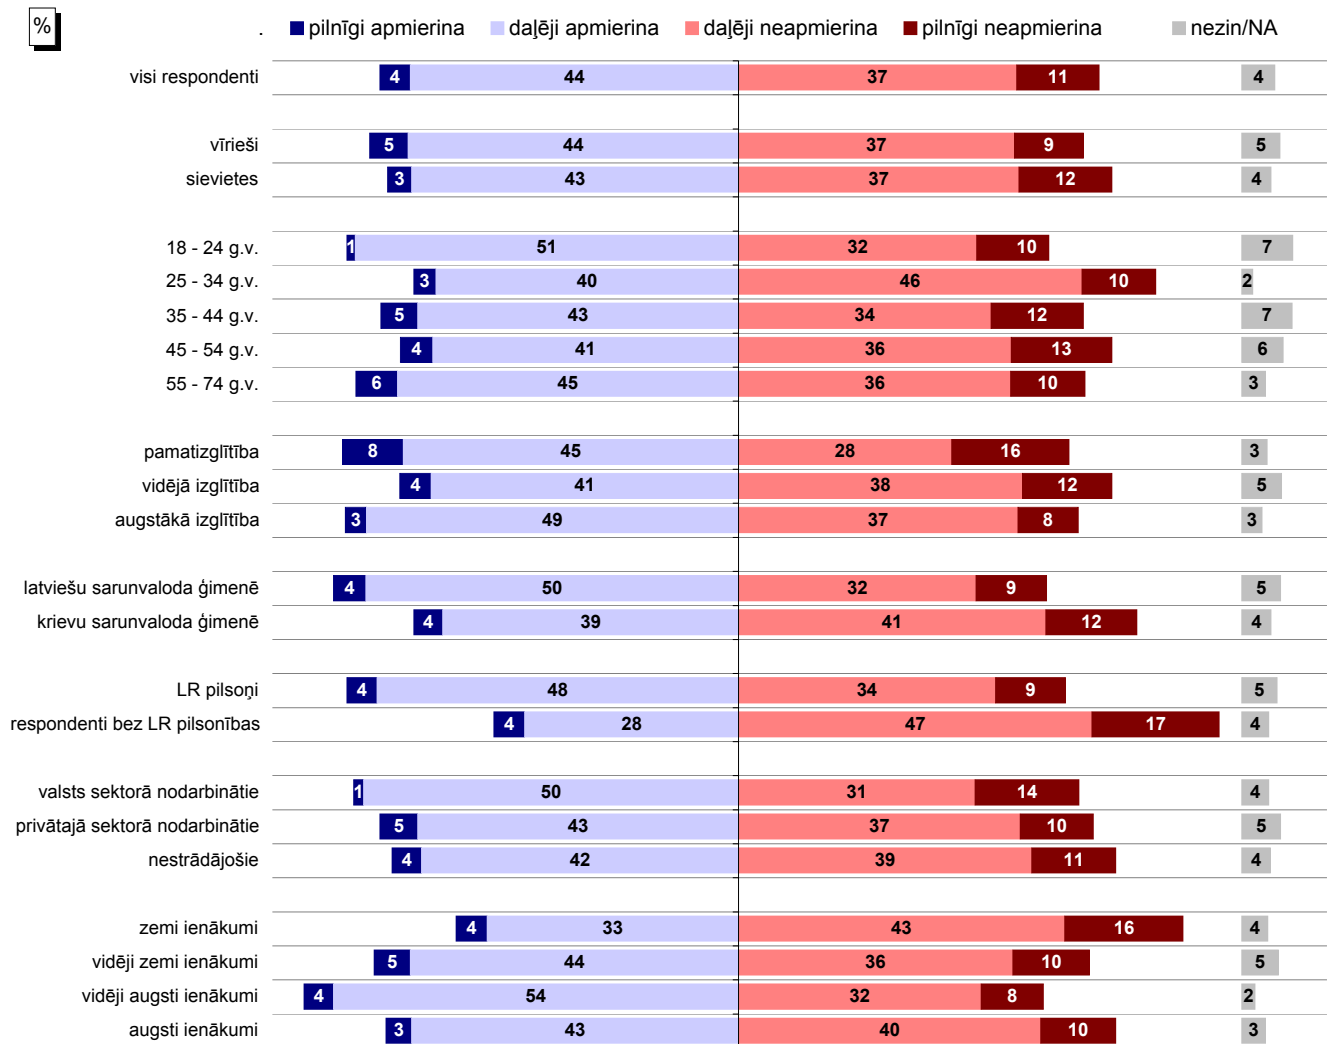 %
. pilnīgi apmierina daļēji apmierina daļēji neapmierina pilnīgi neapmierina nezin/NA
visi respondenti 4 44 37 11 4
vīrieši 5 44 37 9 5
sievietes 3 43 37 12 4
18 - 24 g.v. 1 51 32 10 7
25 - 34 g.v. 3 40 46 10 2
35 - 44 g.v. 5 43 34 12 7
45 - 54 g.v. 4 41 36 13 6
55 - 74 g.v. 6 45 36 10 3
pamatizglītība 8 45 28 16 3
vidējā izglītība 4 41 38 12 5
augstākā izglītība 3 49 37 8 3
latviešu sarunvaloda ģimenē 4 50 32 9 5
krievu sarunvaloda ģimenē 4 39 41 12 4
LR pilsoņi 4 48 34 9 5
respondenti bez LR pilsonības 4 28 47 17 4
valsts sektorā nodarbinātie 1 50 31 14 4
privātajā sektorā nodarbinātie 5 43 37 10 5
nestrādājošie 4 42 39 11 4
zemi ienākumi 4 33 43 16 4
vidēji zemi ienākumi 5 44 36 10 5
vidēji augsti ienākumi 4 54 32 8 2
augsti ienākumi 3 43 40 10 3